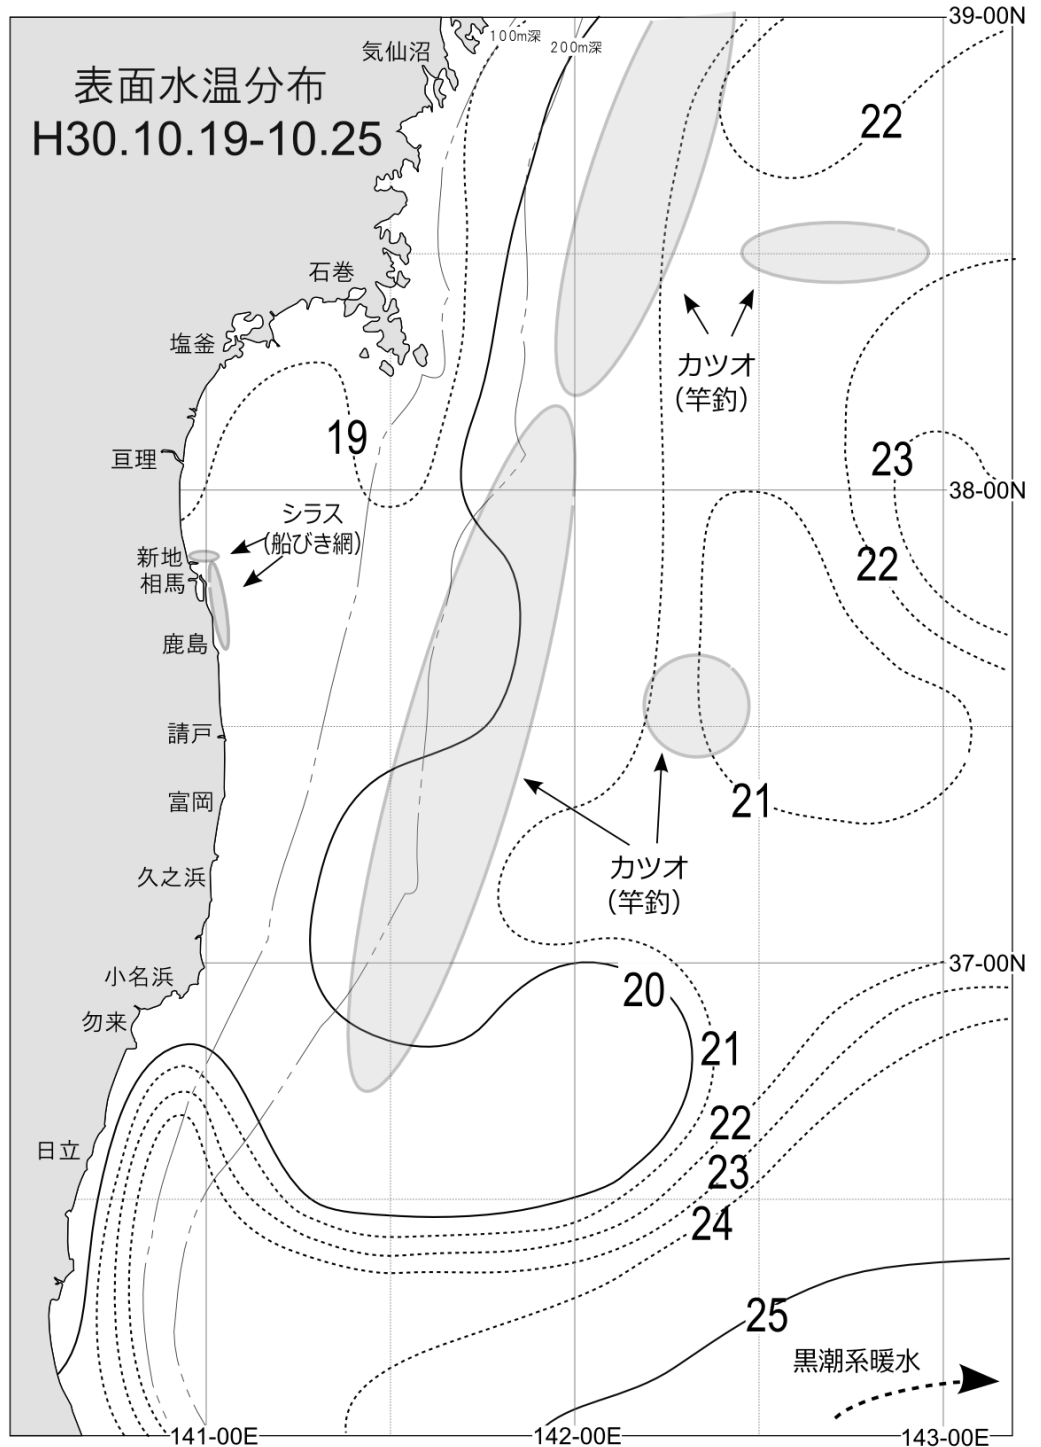 39-00N
100m深
200m深
気仙沼
表面水温分布
H30.10.19-10.25
22
石巻
塩釜
カツオ
(竿釣)
19
亘理
23
38-00N
シラス
(船びき網)
新地
相馬
22
鹿島
請戸
富岡
21
カツオ
(竿釣)
久之浜
小名浜
37-00N
20
勿来
21
22
日立
23
24
25
黒潮系暖水
141-00E
142-00E
143-00E